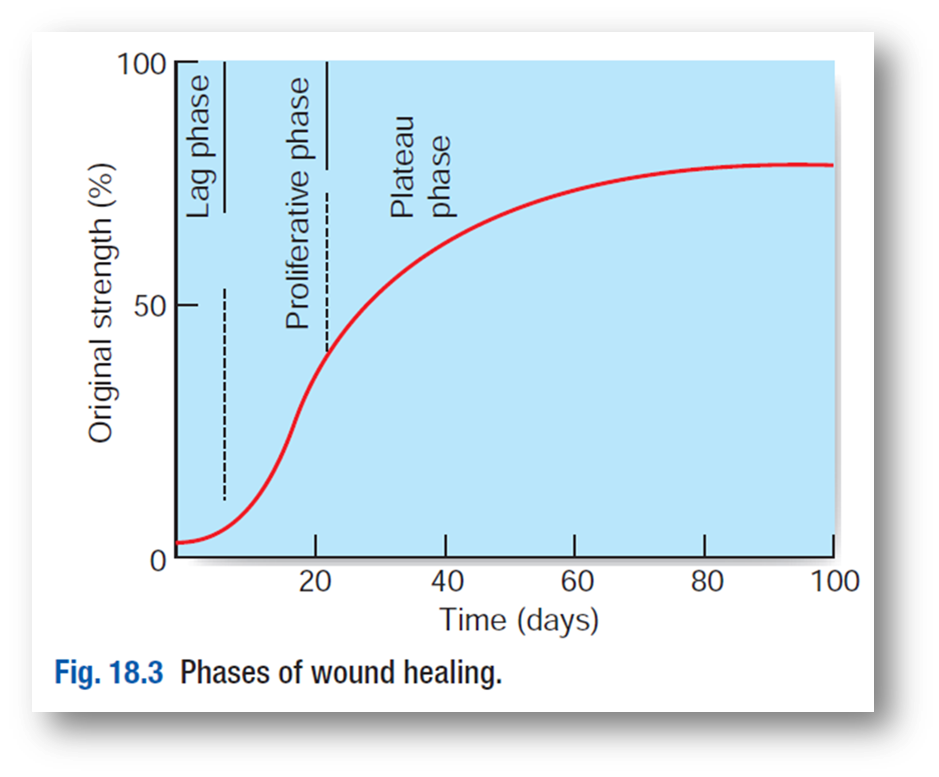 100
Lag phase
Proliferative phase
Plateau
phase
Original strength (%)
50
0
20 40 60 80 100
Time (days)
Fig. 18.3 Phases of wound healing.